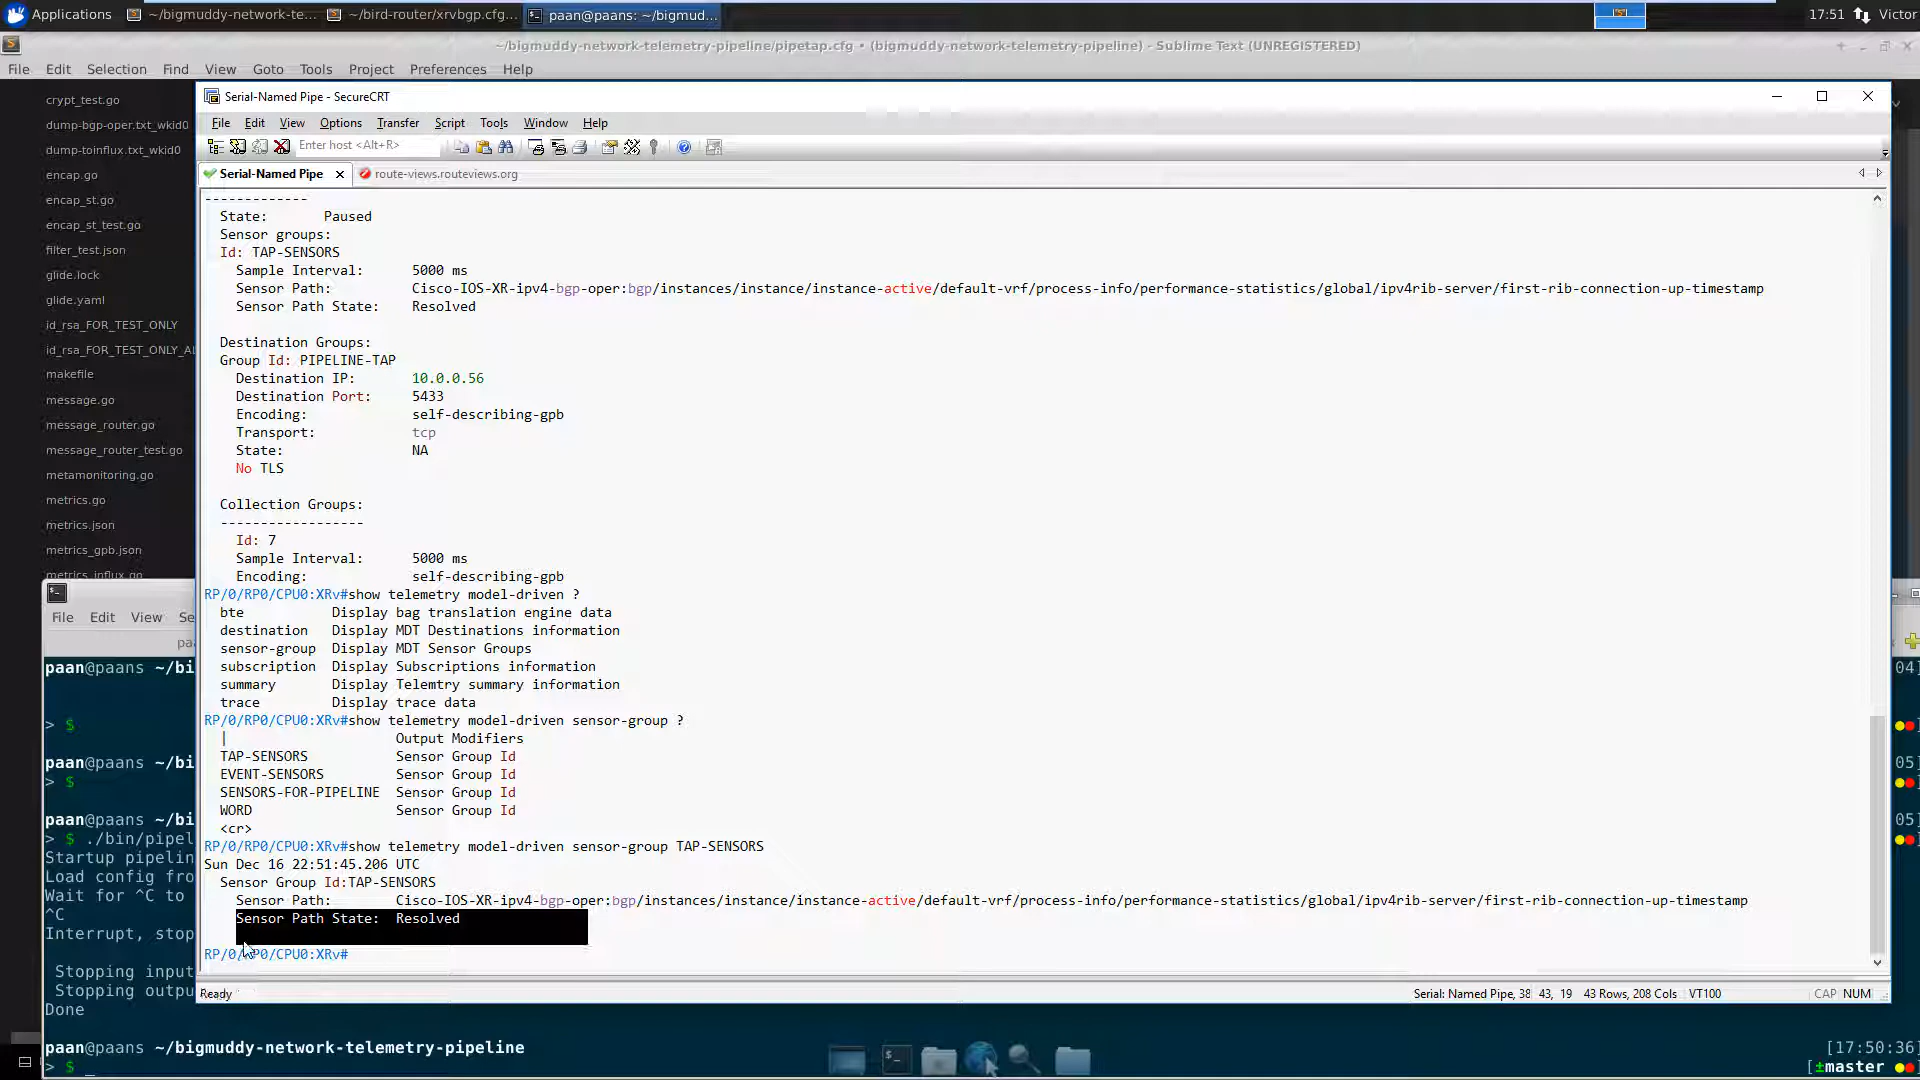 Applications ~/bigmuddy-network-te... ~/bird-router/xrvbgp.cfg... paan@paans: ~/bigmud... 17:51 Victor
~/bigmuddy-network-telemetry-pipeline/pipetap.cfg • (bigmuddy-network-telemetry-pipeline) - Sublime Text (UNREGISTERED)
File Edit Selection Find View Goto Tools Project Preferences Help
crypt_test.go
dump-bgp-oper.txt_wkid0
dump-toinflux.txt_wkid0
encap.go
encap_st.go
encap_st_test.go
filter_test.json
glide.lock
glide.yaml
id_rsa_FOR_TEST_ONLY
id_rsa_FOR_TEST_ONLY_AL
makefile
message.go
message_router.go
message_router_test.go
metamonitoring.go
metrics.go
metrics.json
metrics_gpb.json
metrics_influx.go
Serial-Named Pipe - SecureCRT
File Edit View Options Transfer Script Tools Window Help
Enter host <Alt+R>
Serial-Named Pipe route-views.routeviews.org
-------------
State: Paused
Sensor groups:
Id: TAP-SENSORS
Sample Interval: 5000 ms
Sensor Path: Cisco-IOS-XR-ipv4-bgp-oper:bgp/instances/instance/instance-active/default-vrf/process-info/performance-statistics/global/ipv4rib-server/first-rib-connection-up-timestamp
Sensor Path State: Resolved
Destination Groups:
Group Id: PIPELINE-TAP
Destination IP: 10.0.0.56
Destination Port: 5433
Encoding: self-describing-gpb
Transport: tcp
State: NA
No TLS
Collection Groups:
------------------
Id: 7
Sample Interval: 5000 ms
Encoding: self-describing-gpb
RP/0/RP0/CPU0:XRv#show telemetry model-driven ?
bte Display bag translation engine data
destination Display MDT Destinations information
sensor-group Display MDT Sensor Groups
subscription Display Subscriptions information
summary Display Telemtry summary information
trace Display trace data
RP/0/RP0/CPU0:XRv#show telemetry model-driven sensor-group ?
| Output Modifiers
TAP-SENSORS Sensor Group Id
EVENT-SENSORS Sensor Group Id
SENSORS-FOR-PIPELINE Sensor Group Id
WORD Sensor Group Id
<cr>
RP/0/RP0/CPU0:XRv#show telemetry model-driven sensor-group TAP-SENSORS
Sun Dec 16 22:51:45.206 UTC
Sensor Group Id:TAP-SENSORS
Sensor Path: Cisco-IOS-XR-ipv4-bgp-oper:bgp/instances/instance/instance-active/default-vrf/process-info/performance-statistics/global/ipv4rib-server/first-rib-connection-up-timestamp
Sensor Path State: Resolved
RP/0/RP0/CPU0:XRv#
Ready Serial: Named Pipe, 38 43, 19 43 Rows, 208 Cols VT100 CAP NUM
File Edit View Se
pa
paan@paans ~/bi 04]
> $
paan@paans ~/bi 05]
> $
paan@paans ~/bi 05]
> $ ./bin/pipel
Startup pipelin
Load config fro
Wait for ^C to
^C
Interrupt, stop
Stopping input
Stopping outpu
Done
paan@paans ~/bigmuddy-network-telemetry-pipeline [17:50:36]
> $ _ [±master